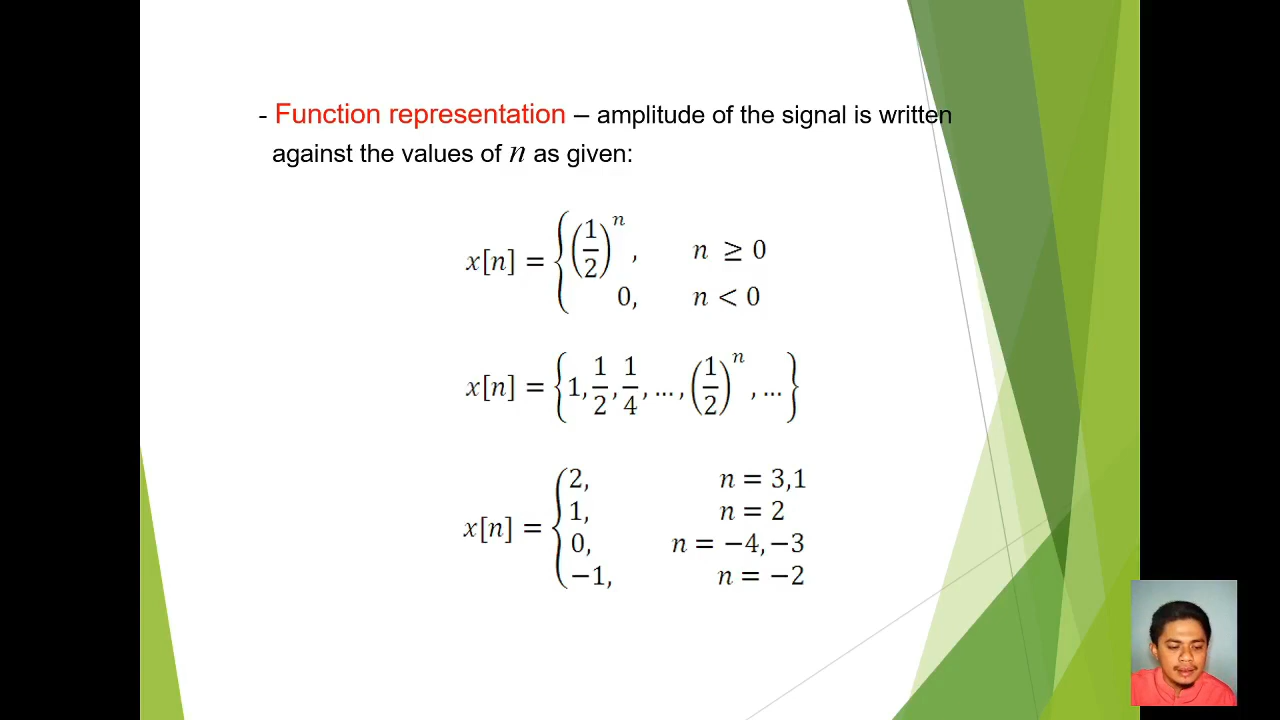 - Function representation – amplitude of the signal is written
against the values of n as given:
x[n] = { (1/2)^n, n ≥ 0
0, n < 0
x[n] = {1, 1/2, 1/4, ..., (1/2)^n, ...}
x[n] = { 2, n = 3,1
1, n = 2
0, n = −4, −3
−1, n = −2